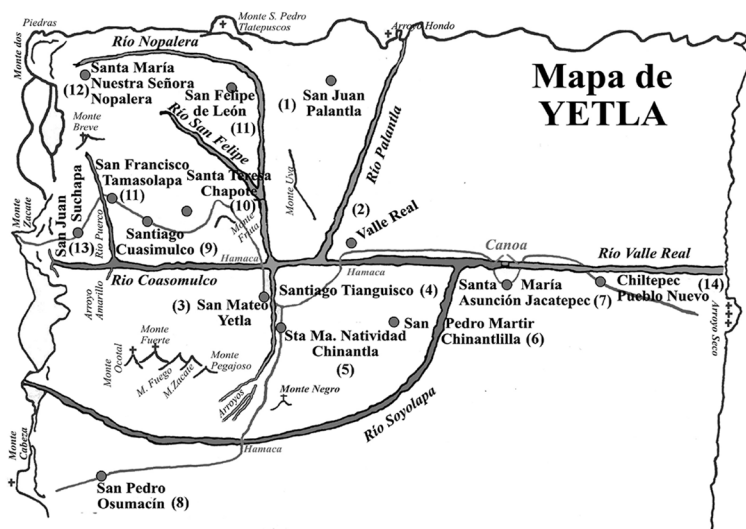 Mapa de
YETLA
Piedras
Monte dos
Monte S. Pedro
Tlatepuscos
Arroyo Hondo
Río Nopalera
Santa María
Nuestra Señora
Nopalera
(12)
San Felipe
de León
(11)
(1)
San Juan
Palantla
Río Palantla
Monte
Breve
Río San Felipe
San Francisco
Tamasolapa
(11)
Santa Teresa
Chapote
(10)
Monte Uva
Monte Fruta
(2)
Valle Real
Monte
Zacate
San Juan
Suchapa
(13)
Río Puerco
Santiago
Cuasimulco (9)
Hamaca
Hamaca
Canoa
Río Valle Real
Río Coasomulco
Arroyo
Amarillo
(3) San Mateo
Yetla
Santiago Tianguisco (4)
Santa María
Asunción Jacatepec (7)
Chiltepec
Pueblo Nuevo
(14)
Arroyo Seco
Sta Ma. Natividad
Chinantla
(5)
San Pedro Martir
Chinantlilla
(6)
Monte
Ocotal
Monte
Fuerte
M. Fuego
M.Zacate
Monte
Pegajoso
Arroyos
Monte Negro
Río Soyolapa
Hamaca
Monte
Cabeza
San Pedro
Osumacín (8)